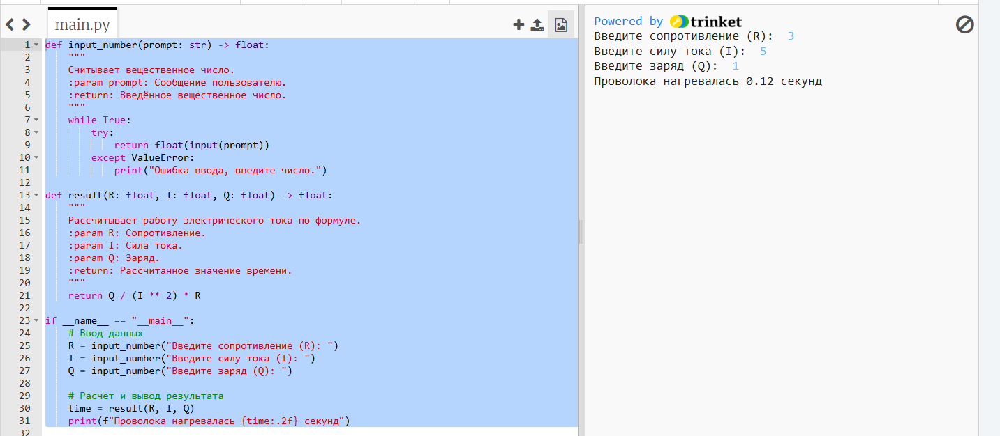 main.py
1 def input_number(prompt: str) -> float:
2 """
3 Считывает вещественное число.
4 :param prompt: Сообщение пользователю.
5 :return: Введённое вещественное число.
6 """
7 while True:
8 try:
9 return float(input(prompt))
10 except ValueError:
11 print("Ошибка ввода, введите число.")
12
13 def result(R: float, I: float, Q: float) -> float:
14 """
15 Рассчитывает работу электрического тока по формуле.
16 :param R: Сопротивление.
17 :param I: Сила тока.
18 :param Q: Заряд.
19 :return: Рассчитанное значение времени.
20 """
21 return Q / (I ** 2) * R
22
23 if __name__ == "__main__":
24 # Ввод данных
25 R = input_number("Введите сопротивление (R): ")
26 I = input_number("Введите силу тока (I): ")
27 Q = input_number("Введите заряд (Q): ")
28
29 # Расчет и вывод результата
30 time = result(R, I, Q)
31 print(f"Проволока нагревалась {time:.2f} секунд")
32
Powered by trinket
Введите сопротивление (R): 3
Введите силу тока (I): 5
Введите заряд (Q): 1
Проволока нагревалась 0.12 секунд